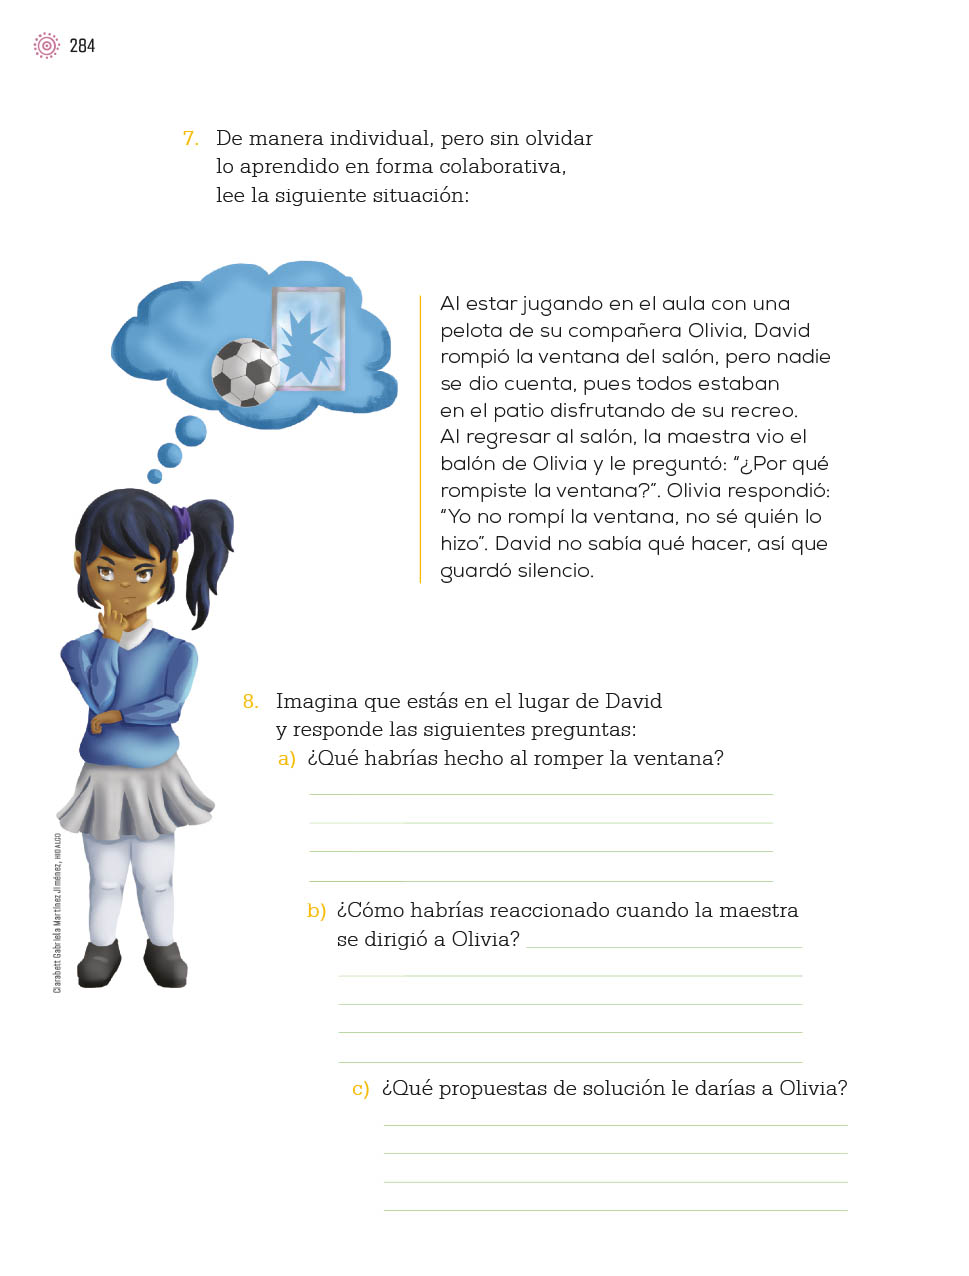 284
7. De manera individual, pero sin olvidar
lo aprendido en forma colaborativa,
lee la siguiente situación:
Al estar jugando en el aula con una
pelota de su compañera Olivia, David
rompió la ventana del salón, pero nadie
se dio cuenta, pues todos estaban
en el patio disfrutando de su recreo.
Al regresar al salón, la maestra vio el
balón de Olivia y le preguntó: “¿Por qué
rompiste la ventana?”. Olivia respondió:
“Yo no rompí la ventana, no sé quién lo
hizo”. David no sabía qué hacer, así que
guardó silencio.
8. Imagina que estás en el lugar de David
y responde las siguientes preguntas:
a) ¿Qué habrías hecho al romper la ventana?
b) ¿Cómo habrías reaccionado cuando la maestra
se dirigió a Olivia?
c) ¿Qué propuestas de solución le darías a Olivia?
Clarabett Gabriela Martínez Jiménez, HIDALGO